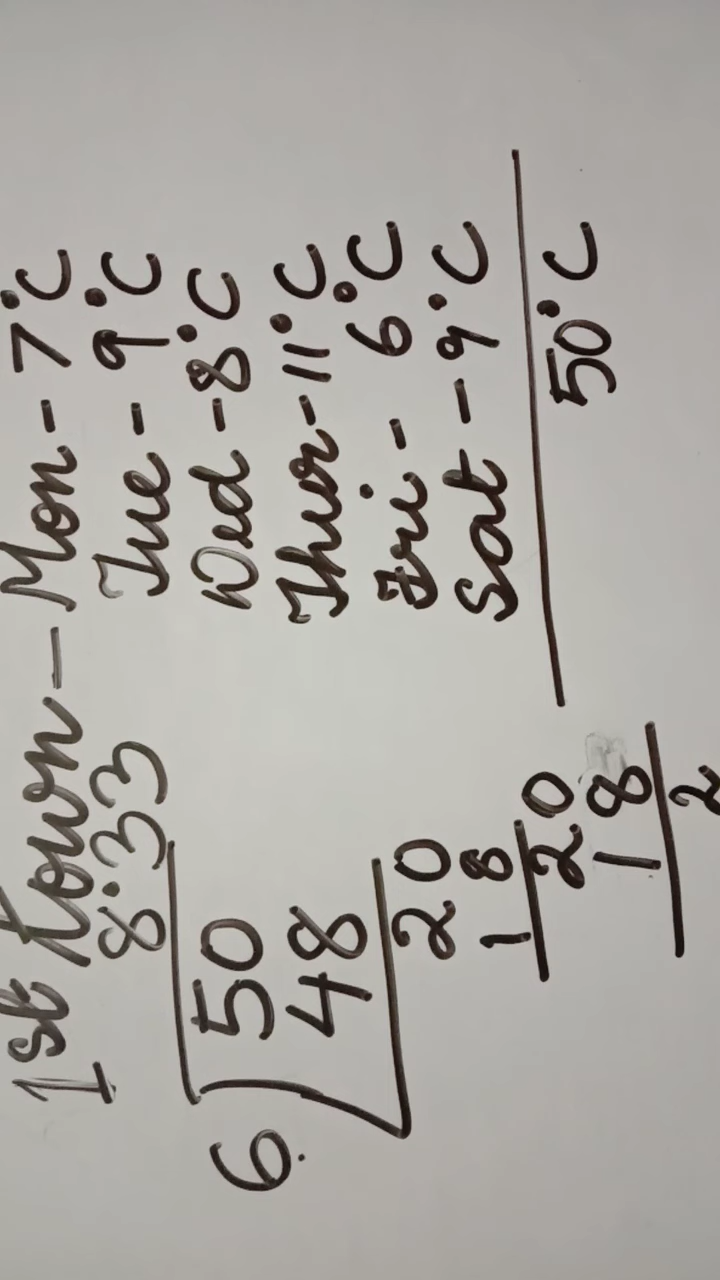 1st town - Mon - 7°C
Tue - 9°C
Wed - 8°C
Thur - 11°C
Fri - 6°C
Sat - 9°C
50°C
8.33
6) 50
48
20
18
20
18
2